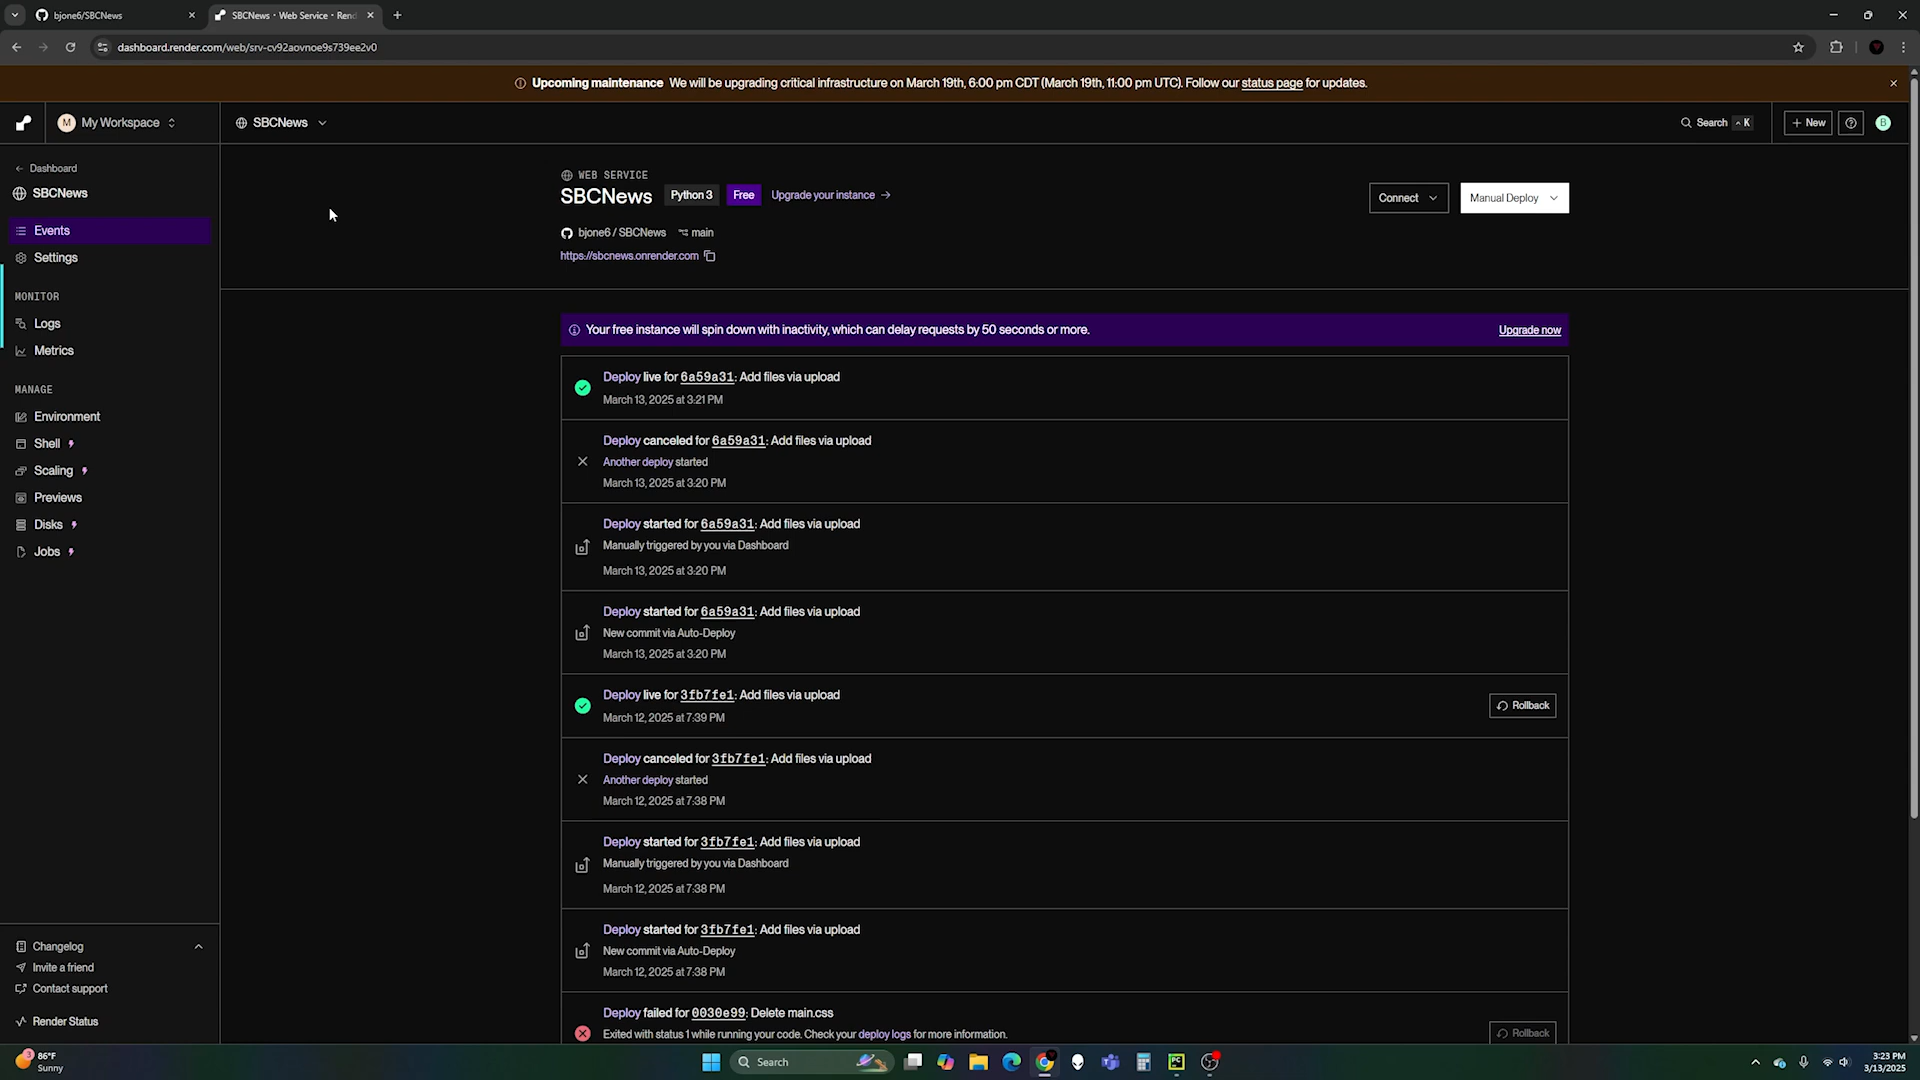 bjone6/SBCNews
SBCNews · Web Service · Rend
dashboard.render.com/web/srv-cv92aovnoe9s739ee2v0
Upcoming maintenance We will be upgrading critical infrastructure on March 19th, 6:00 pm CDT (March 19th, 11:00 pm UTC). Follow our status page for updates.
M My Workspace
SBCNews
Search K
+ New
B
← Dashboard
SBCNews
Events
Settings
MONITOR
Logs
Metrics
MANAGE
Environment
Shell
Scaling
Previews
Disks
Jobs
Changelog
Invite a friend
Contact support
Render Status
WEB SERVICE
SBCNews Python 3 Free Upgrade your instance →
Connect
Manual Deploy
bjone6 / SBCNews main
https://sbcnews.onrender.com
Your free instance will spin down with inactivity, which can delay requests by 50 seconds or more.
Upgrade now
Deploy live for 6a59a31: Add files via upload
March 13, 2025 at 3:21 PM
Deploy canceled for 6a59a31: Add files via upload
Another deploy started
March 13, 2025 at 3:20 PM
Deploy started for 6a59a31: Add files via upload
Manually triggered by you via Dashboard
March 13, 2025 at 3:20 PM
Deploy started for 6a59a31: Add files via upload
New commit via Auto-Deploy
March 13, 2025 at 3:20 PM
Deploy live for 3fb7fe1: Add files via upload
March 12, 2025 at 7:39 PM
Rollback
Deploy canceled for 3fb7fe1: Add files via upload
Another deploy started
March 12, 2025 at 7:38 PM
Deploy started for 3fb7fe1: Add files via upload
Manually triggered by you via Dashboard
March 12, 2025 at 7:38 PM
Deploy started for 3fb7fe1: Add files via upload
New commit via Auto-Deploy
March 12, 2025 at 7:38 PM
Deploy failed for 0030e99: Delete main.css
Exited with status 1 while running your code. Check your deploy logs for more information.
Rollback
3
86°F
Sunny
Search
PC
3:23 PM
3/13/2025